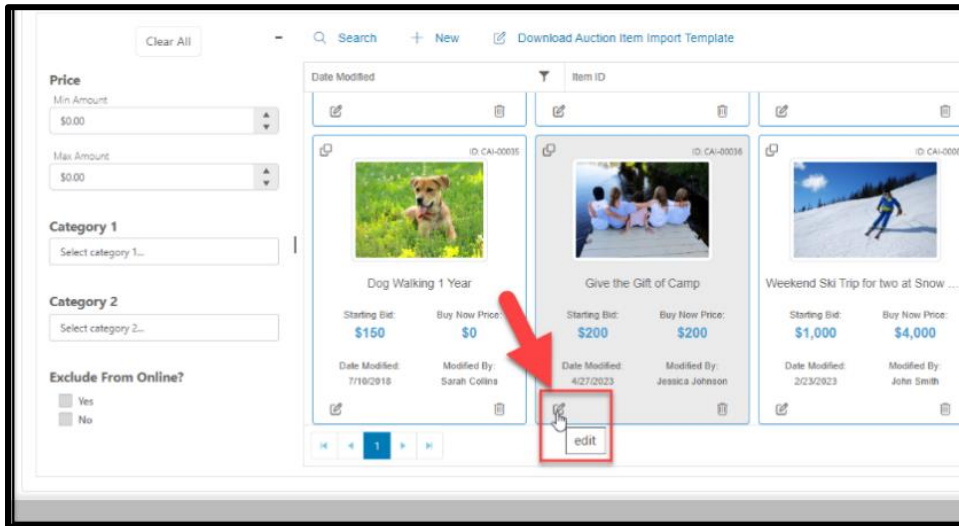 Clear All
Search
New
Download Auction Item Import Template
Price
Min Amount
$0.00
Max Amount
$0.00
Category 1
Select category 1...
Category 2
Select category 2...
Exclude From Online?
Yes
No
Date Modified
Item ID
ID: CAI-00035
Dog Walking 1 Year
Starting Bid: Buy Now Price:
$150 $0
Date Modified: Modified By:
7/10/2018 Sarah Collins
ID: CAI-00036
Give the Gift of Camp
Starting Bid: Buy Now Price:
$200 $200
Date Modified: Modified By:
4/27/2023 Jessica Johnson
edit
ID: CAI-0008
Weekend Ski Trip for two at Snow ...
Starting Bid: Buy Now Price:
$1,000 $4,000
Date Modified: Modified By:
2/23/2023 John Smith
1